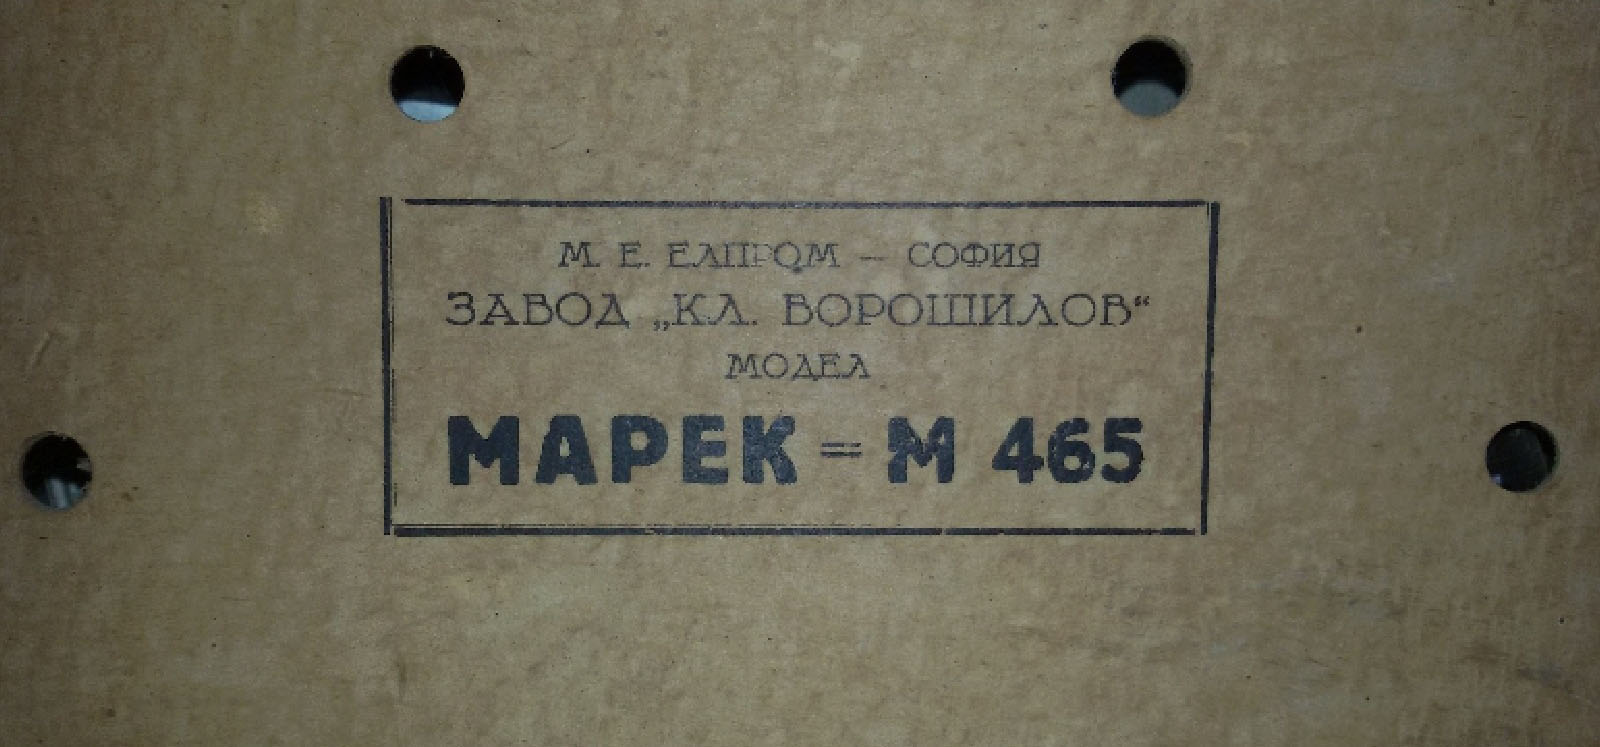 М. Е. ЕЛПРОМ – СОФИЯ
ЗАВОД „КЛ. ВОРОШИЛОВ“
МОДЕЛ
МАРЕК = М 465